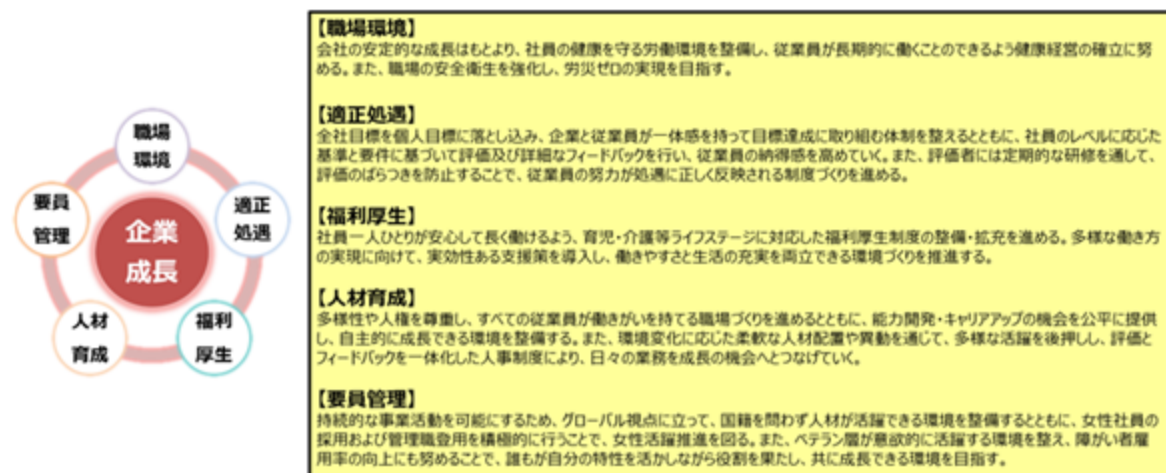 職場
環境
適正
処遇
福利
厚生
人材
育成
要員
管理
企業
成長
【職場環境】
会社の安定的な成長はもとより、社員の健康を守る労働環境を整備し、従業員が長期的に働くことのできるよう健康経営の確立に努
める。また、職場の安全衛生を強化し、労災ゼロの実現を目指す。
【適正処遇】
全社目標を個人目標に落とし込み、企業と従業員が一体感を持って目標達成に取り組む体制を整えるとともに、社員のレベルに応じた
基準と要件に基づいて評価及び詳細なフィードバックを行い、従業員の納得感を高めていく。また、評価者には定期的な研修を通して、
評価のばらつきを防止することで、従業員の努力が処遇に正しく反映される制度づくりを進める。
【福利厚生】
社員一人ひとりが安心して長く働けるよう、育児・介護等ライフステージに対応した福利厚生制度の整備・拡充を進める。多様な働き方
の実現に向けて、実効性ある支援策を導入し、働きやすさと生活の充実を両立できる環境づくりを推進する。
【人材育成】
多様性や人権を尊重し、すべての従業員が働きがいを持てる職場づくりを進めるとともに、能力開発・キャリアアップの機会を公平に提供
し、自主的に成長できる環境を整備する。また、環境変化に応じた柔軟な人材配置や異動を通じて、多様な活躍を後押しし、評価と
フィードバックを一体化した人事制度により、日々の業務を成長の機会へとつなげていく。
【要員管理】
持続的な事業活動を可能にするため、グローバル視点に立って、国籍を問わず人材が活躍できる環境を整備するとともに、女性社員の
採用および管理職登用を積極的に行うことで、女性活躍推進を図る。また、ベテラン層が意欲的に活躍する環境を整え、障がい者雇
用率の向上にも努めることで、誰もが自分の特性を活かしながら役割を果たし、共に成長できる環境を目指す。